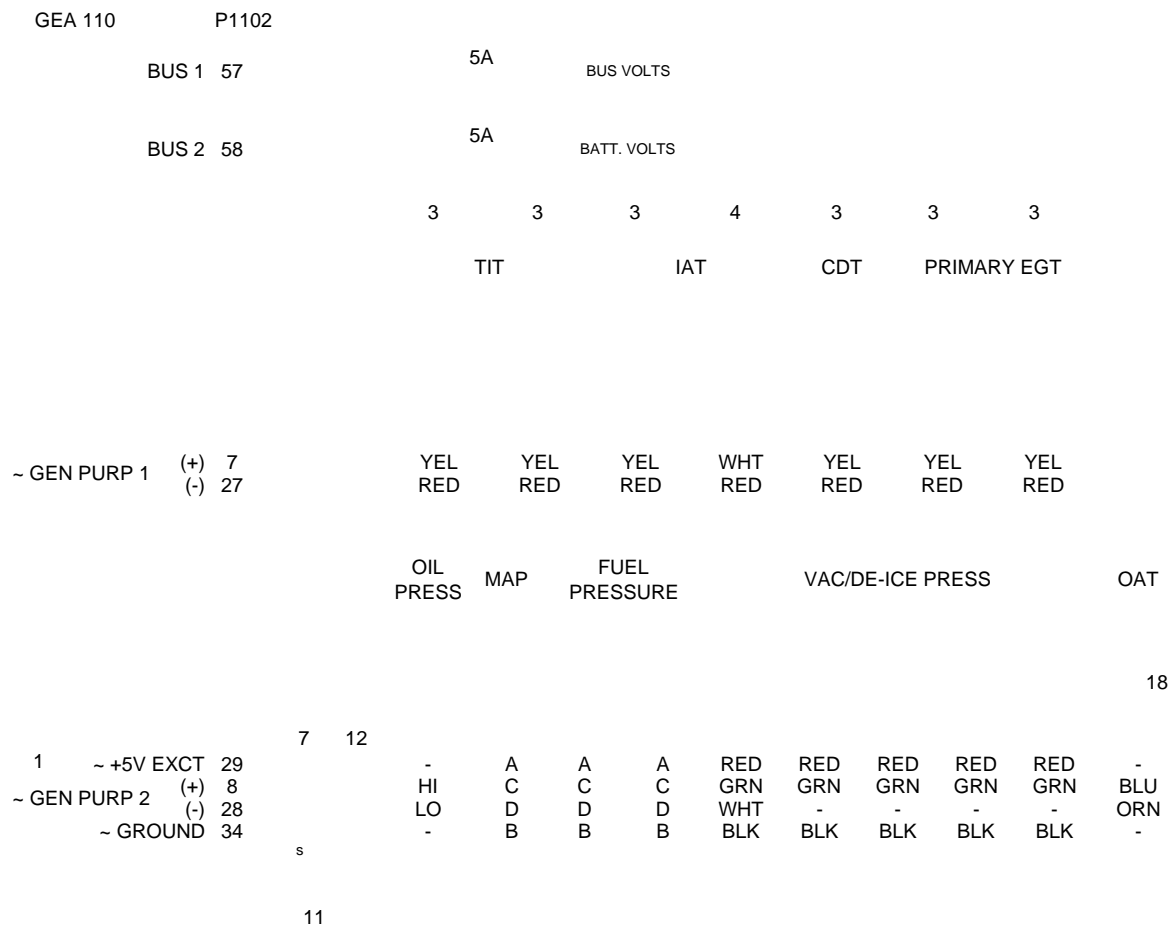 GEA 110 P1102
5A
BUS 1 57 BUS VOLTS
5A
BUS 2 58 BATT. VOLTS
3 3 3 4 3 3 3
TIT IAT CDT PRIMARY EGT
~ GEN PURP 1
(+) 7 YEL YEL YEL WHT YEL YEL YEL
(-) 27 RED RED RED RED RED RED RED
OIL PRESS
MAP
FUEL PRESSURE
VAC/DE-ICE PRESS
OAT
18
7 12
1 ~ +5V EXCT 29 - A A A RED RED RED RED RED -
~ GEN PURP 2
(+) 8 HI C C C GRN GRN GRN GRN GRN BLU
(-) 28 LO D D D WHT - - - - ORN
~ GROUND 34 - B B B BLK BLK BLK BLK BLK -
s
11